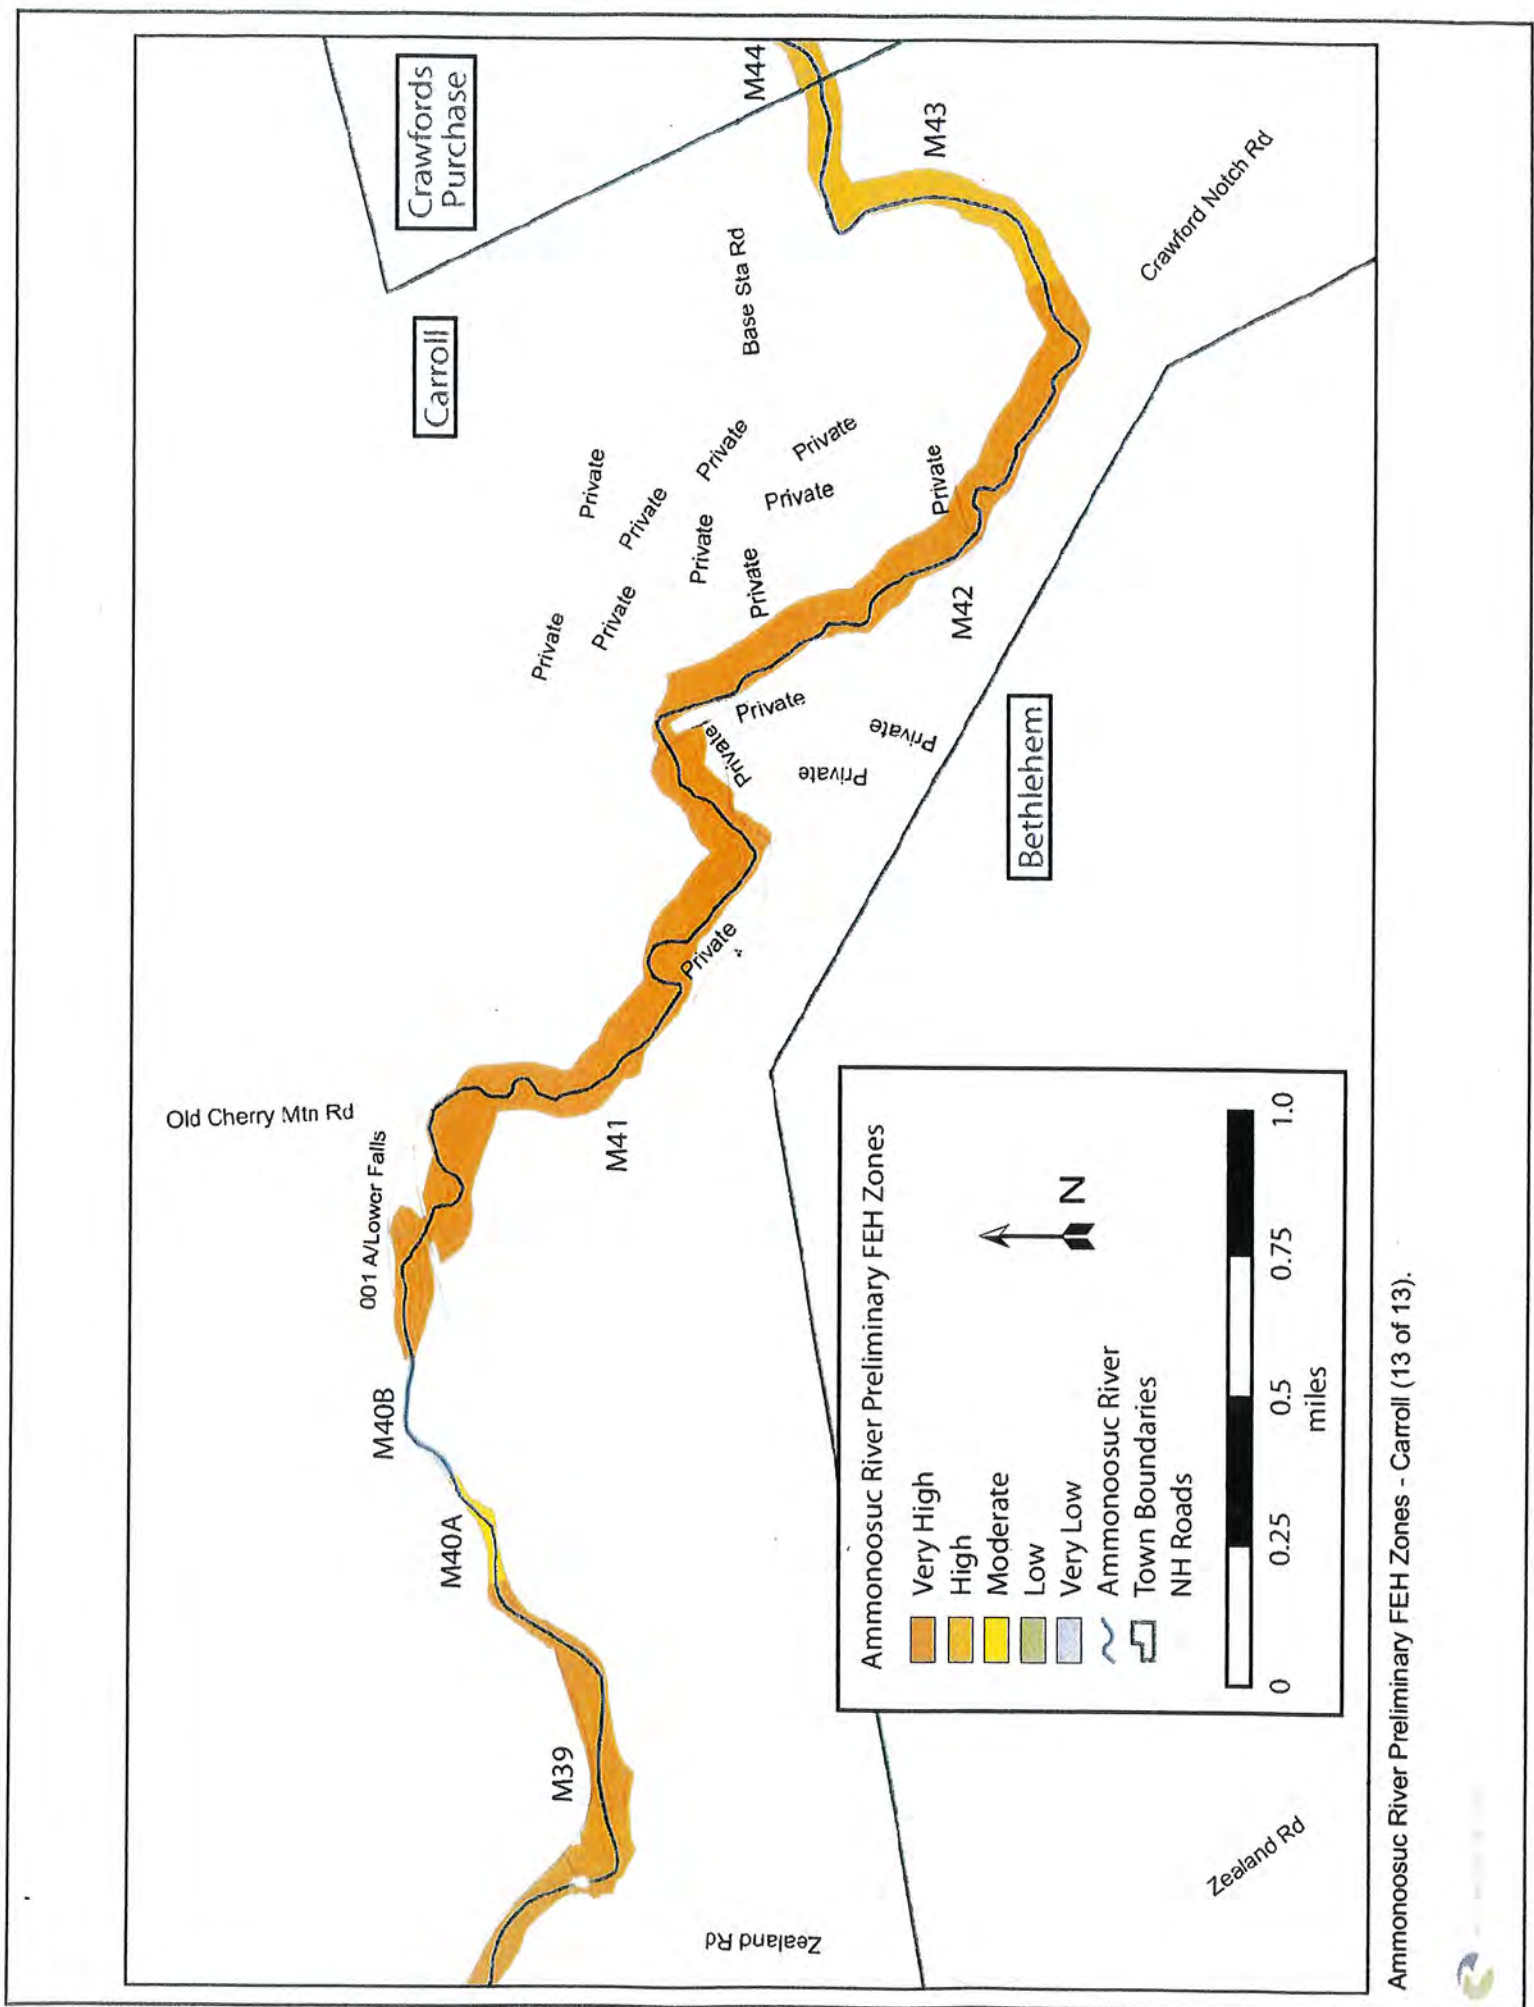 Crawfords
Purchase
Carroll
M44
M43
Base Sta Rd
Crawford Notch Rd
Private
Private
Private
Private
Private
Private
Private
Private
Private
Private
M42
Private
Private
Private
Private
Bethlehem
Private
Old Cherry Mtn Rd
001 A/Lower Falls
M41
M40B
M40A
M39
Zealand Rd
Zealand Rd
Ammonoosuc River Preliminary FEH Zones
Very High
High
Moderate
Low
Very Low
Ammonoosuc River
Town Boundaries
NH Roads
N
0 0.25 0.5 0.75 1.0
miles
Ammonoosuc River Preliminary FEH Zones - Carroll (13 of 13).